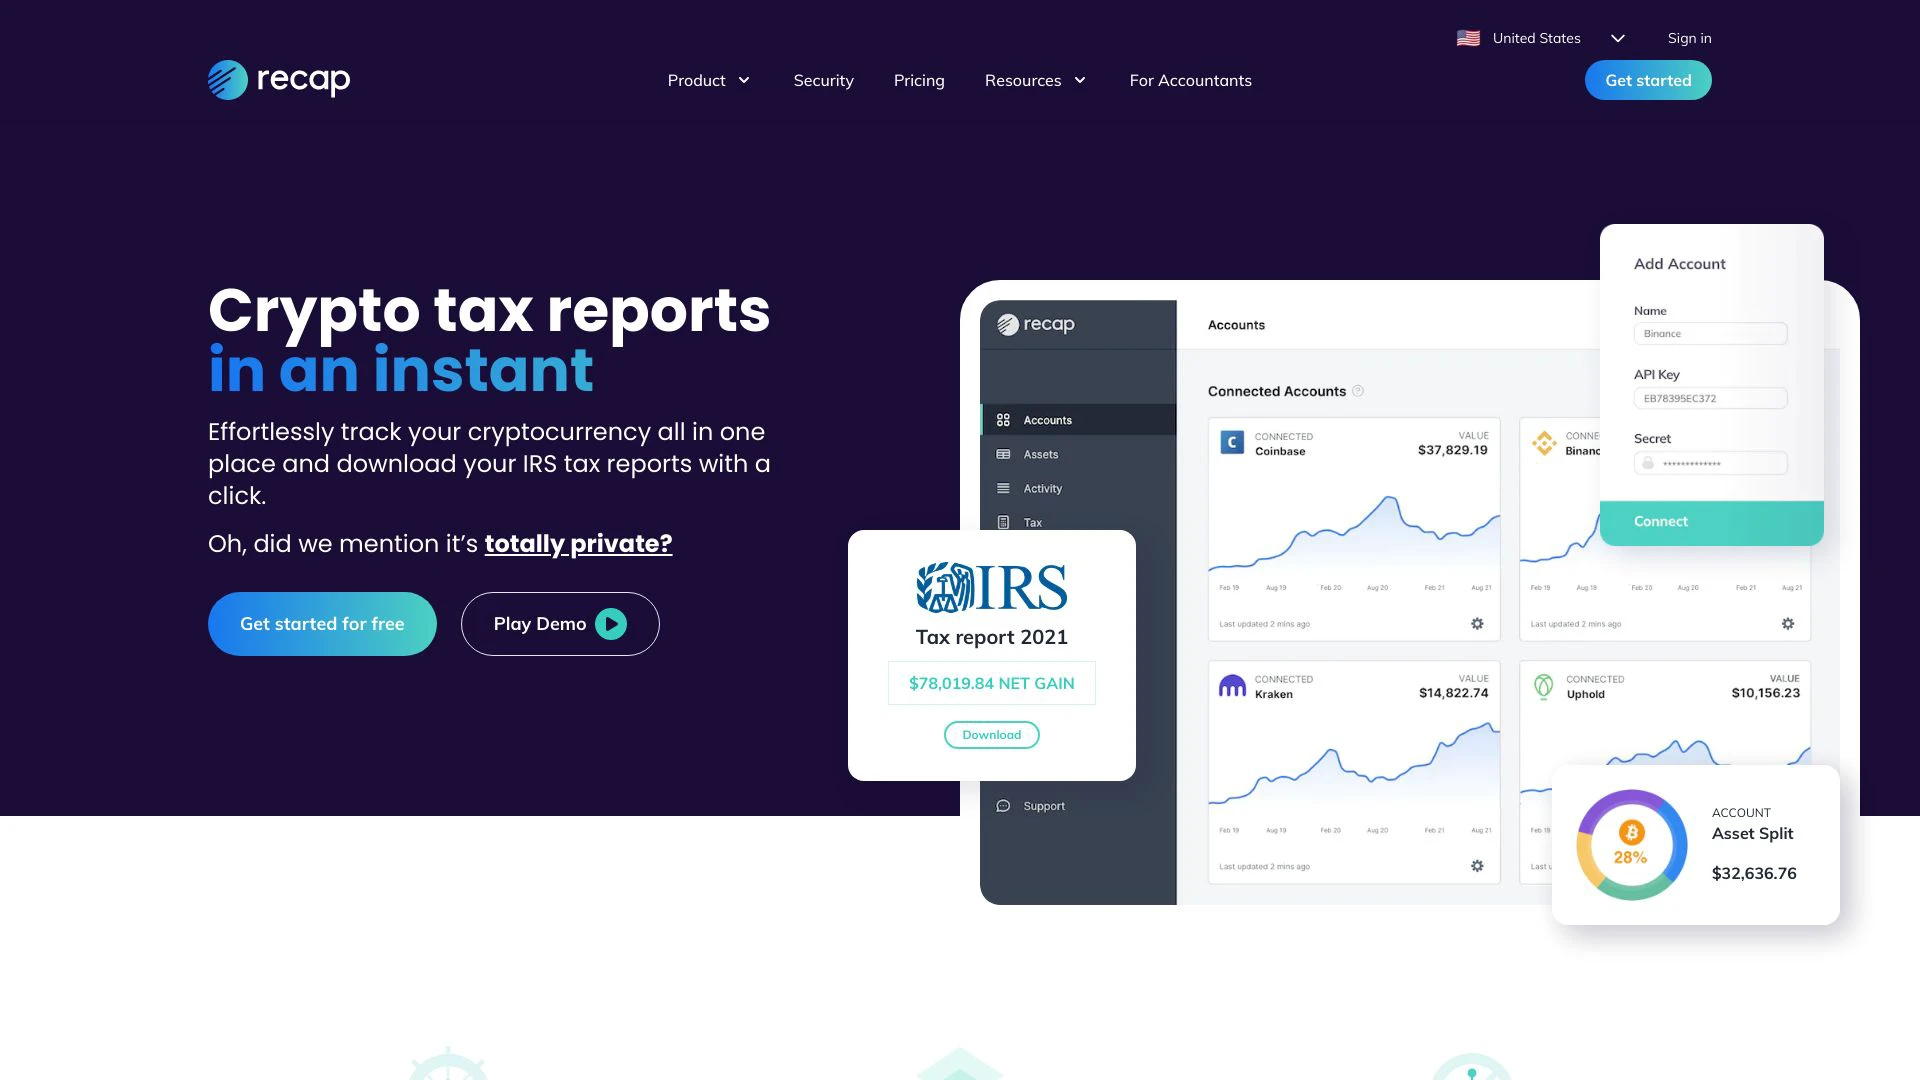 United States
Sign in
recap
Product
Security
Pricing
Resources
For Accountants
Get started
Crypto tax reports
in an instant
Effortlessly track your cryptocurrency all in one
place and download your IRS tax reports with a
click.
Oh, did we mention it's totally private?
Get started for free
Play Demo
recap
Accounts
Assets
Activity
Tax
Support
Accounts
Connected Accounts
CONNECTED
Coinbase
VALUE
$37,829.19
Feb 19 Aug 19 Feb 20 Aug 20 Feb 21 Aug 21
Last updated 2 mins ago
CONNE
Binanc
Feb 19 Aug 19 Feb 20 Aug 20 Feb 21 Aug 21
Last updated 2 mins ago
CONNECTED
Kraken
VALUE
$14,822.74
Feb 19 Aug 19 Feb 20 Aug 20 Feb 21 Aug 21
Last updated 2 mins ago
CONNECTED
Uphold
VALUE
$10,156.23
Feb 19
Last u
Add Account
Name
Binance
API Key
EB78395EC372
Secret
*************
Connect
IRS
Tax report 2021
$78,019.84 NET GAIN
Download
28%
ACCOUNT
Asset Split
$32,636.76